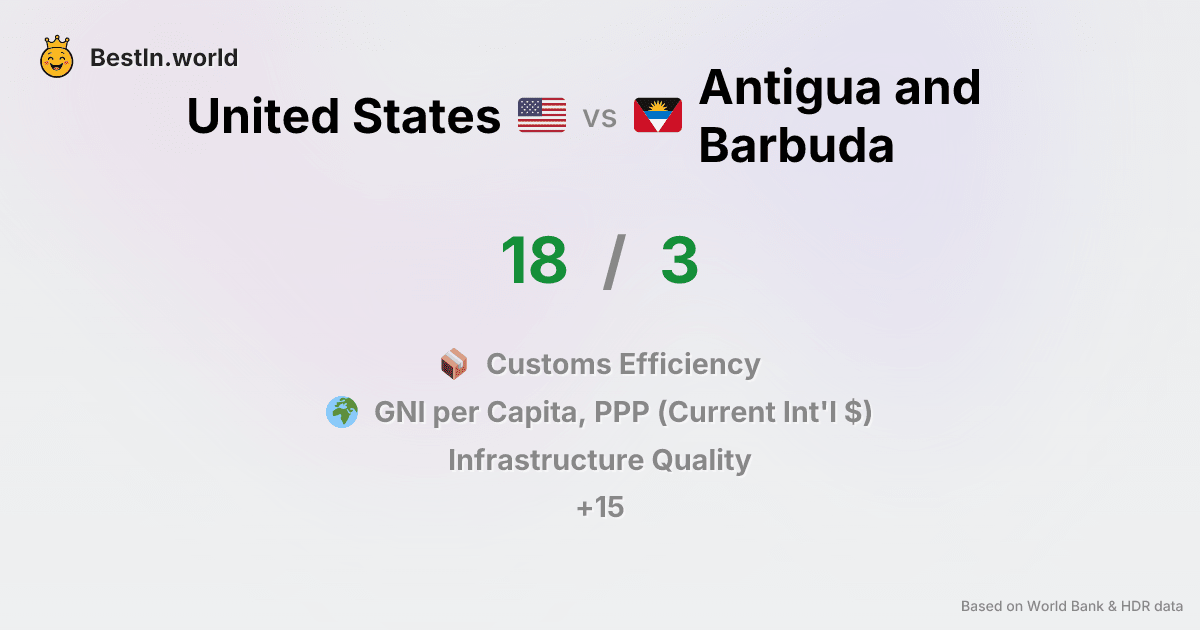 BestIn.world
United States vs Antigua and
Barbuda
18 / 3
Customs Efficiency
GNI per Capita, PPP (Current Int'l $)
Infrastructure Quality
+15
Based on World Bank & HDR data